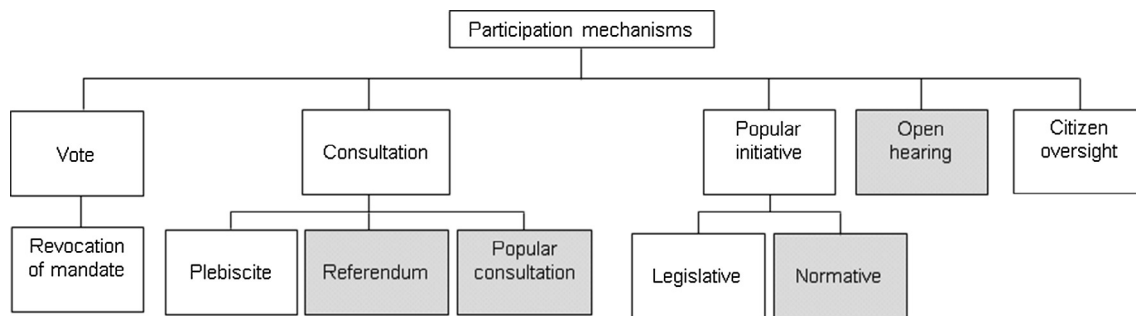 Participation mechanisms
Vote
Consultation
Popular
initiative
Open
hearing
Citizen
oversight
Revocation
of mandate
Plebiscite
Referendum
Popular
consultation
Legislative
Normative